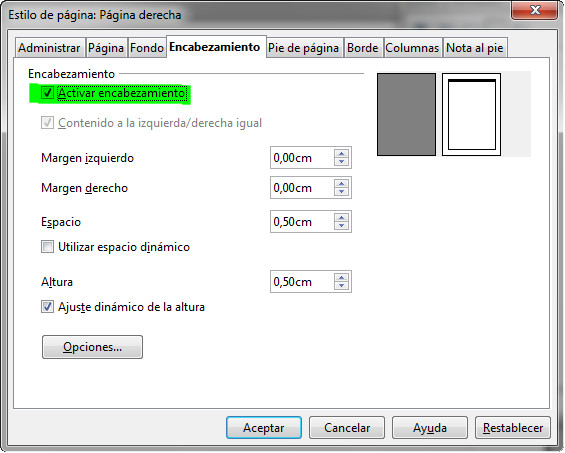 Estilo de página: Página derecha
Administrar Página Fondo Encabezamiento Pie de página Borde Columnas Nota al pie
Encabezamiento
Activar encabezamiento
Contenido a la izquierda/derecha igual
Margen izquierdo 0,00cm
Margen derecho 0,00cm
Espacio 0,50cm
Utilizar espacio dinámico
Altura 0,50cm
Ajuste dinámico de la altura
Opciones...
Aceptar Cancelar Ayuda Restablecer